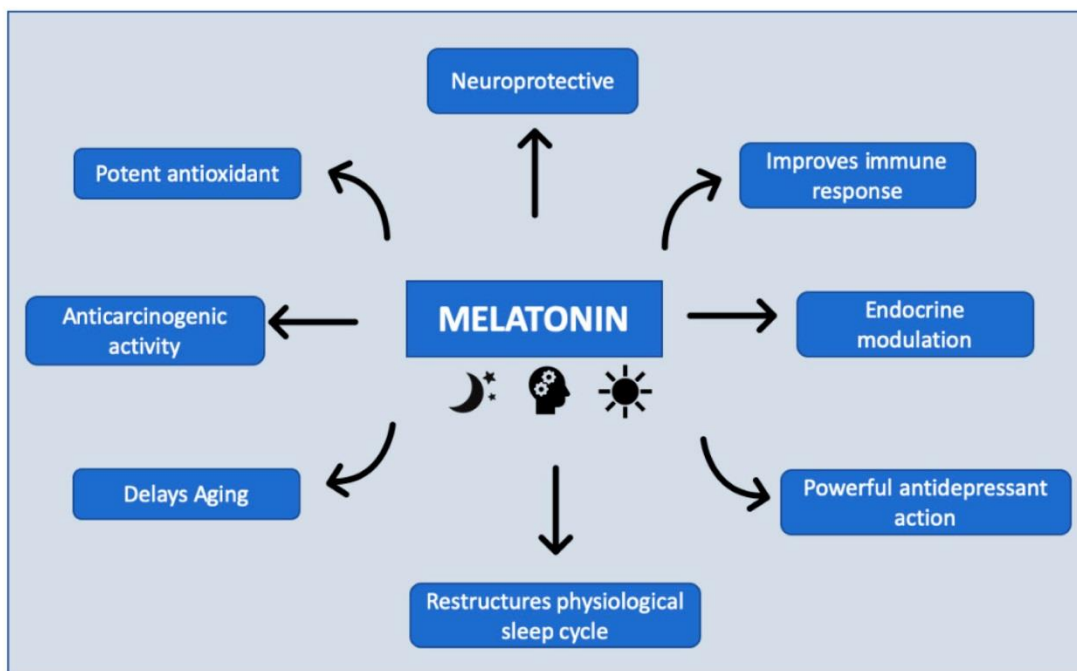 Neuroprotective
Potent antioxidant
Improves immune
response
MELATONIN
Anticarcinogenic
activity
Endocrine
modulation
Delays Aging
Powerful antidepressant
action
Restructures physiological
sleep cycle